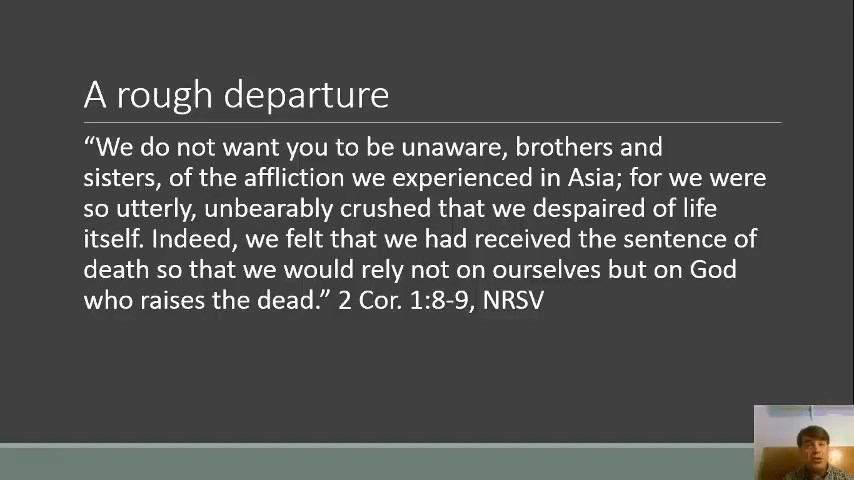 A rough departure
“We do not want you to be unaware, brothers and
sisters, of the affliction we experienced in Asia; for we were
so utterly, unbearably crushed that we despaired of life
itself. Indeed, we felt that we had received the sentence of
death so that we would rely not on ourselves but on God
who raises the dead.” 2 Cor. 1:8-9, NRSV